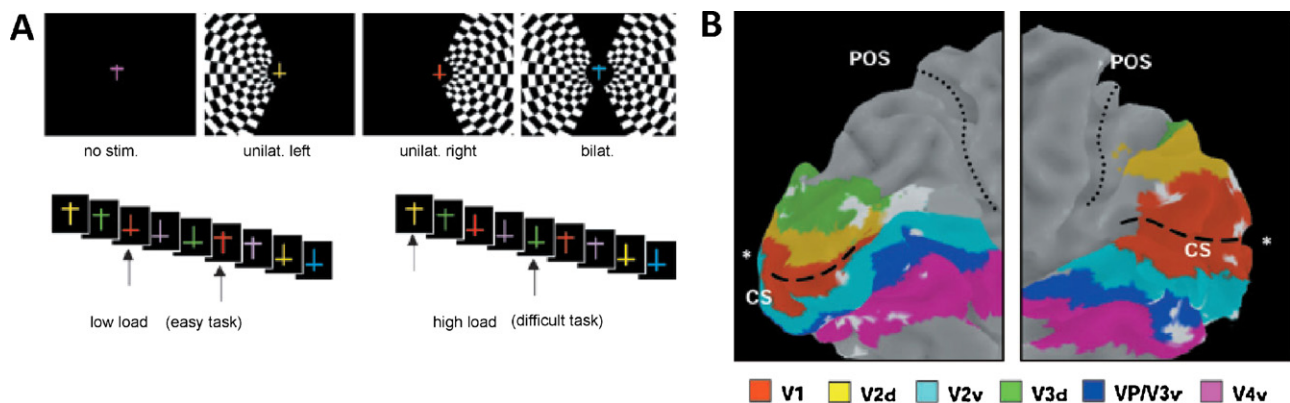 A
no stim.
unilat. left
unilat. right
bilat.
low load (easy task)
high load (difficult task)
B
POS
POS
*
CS
CS
*
V1
V2d
V2v
V3d
VP/V3v
V4v